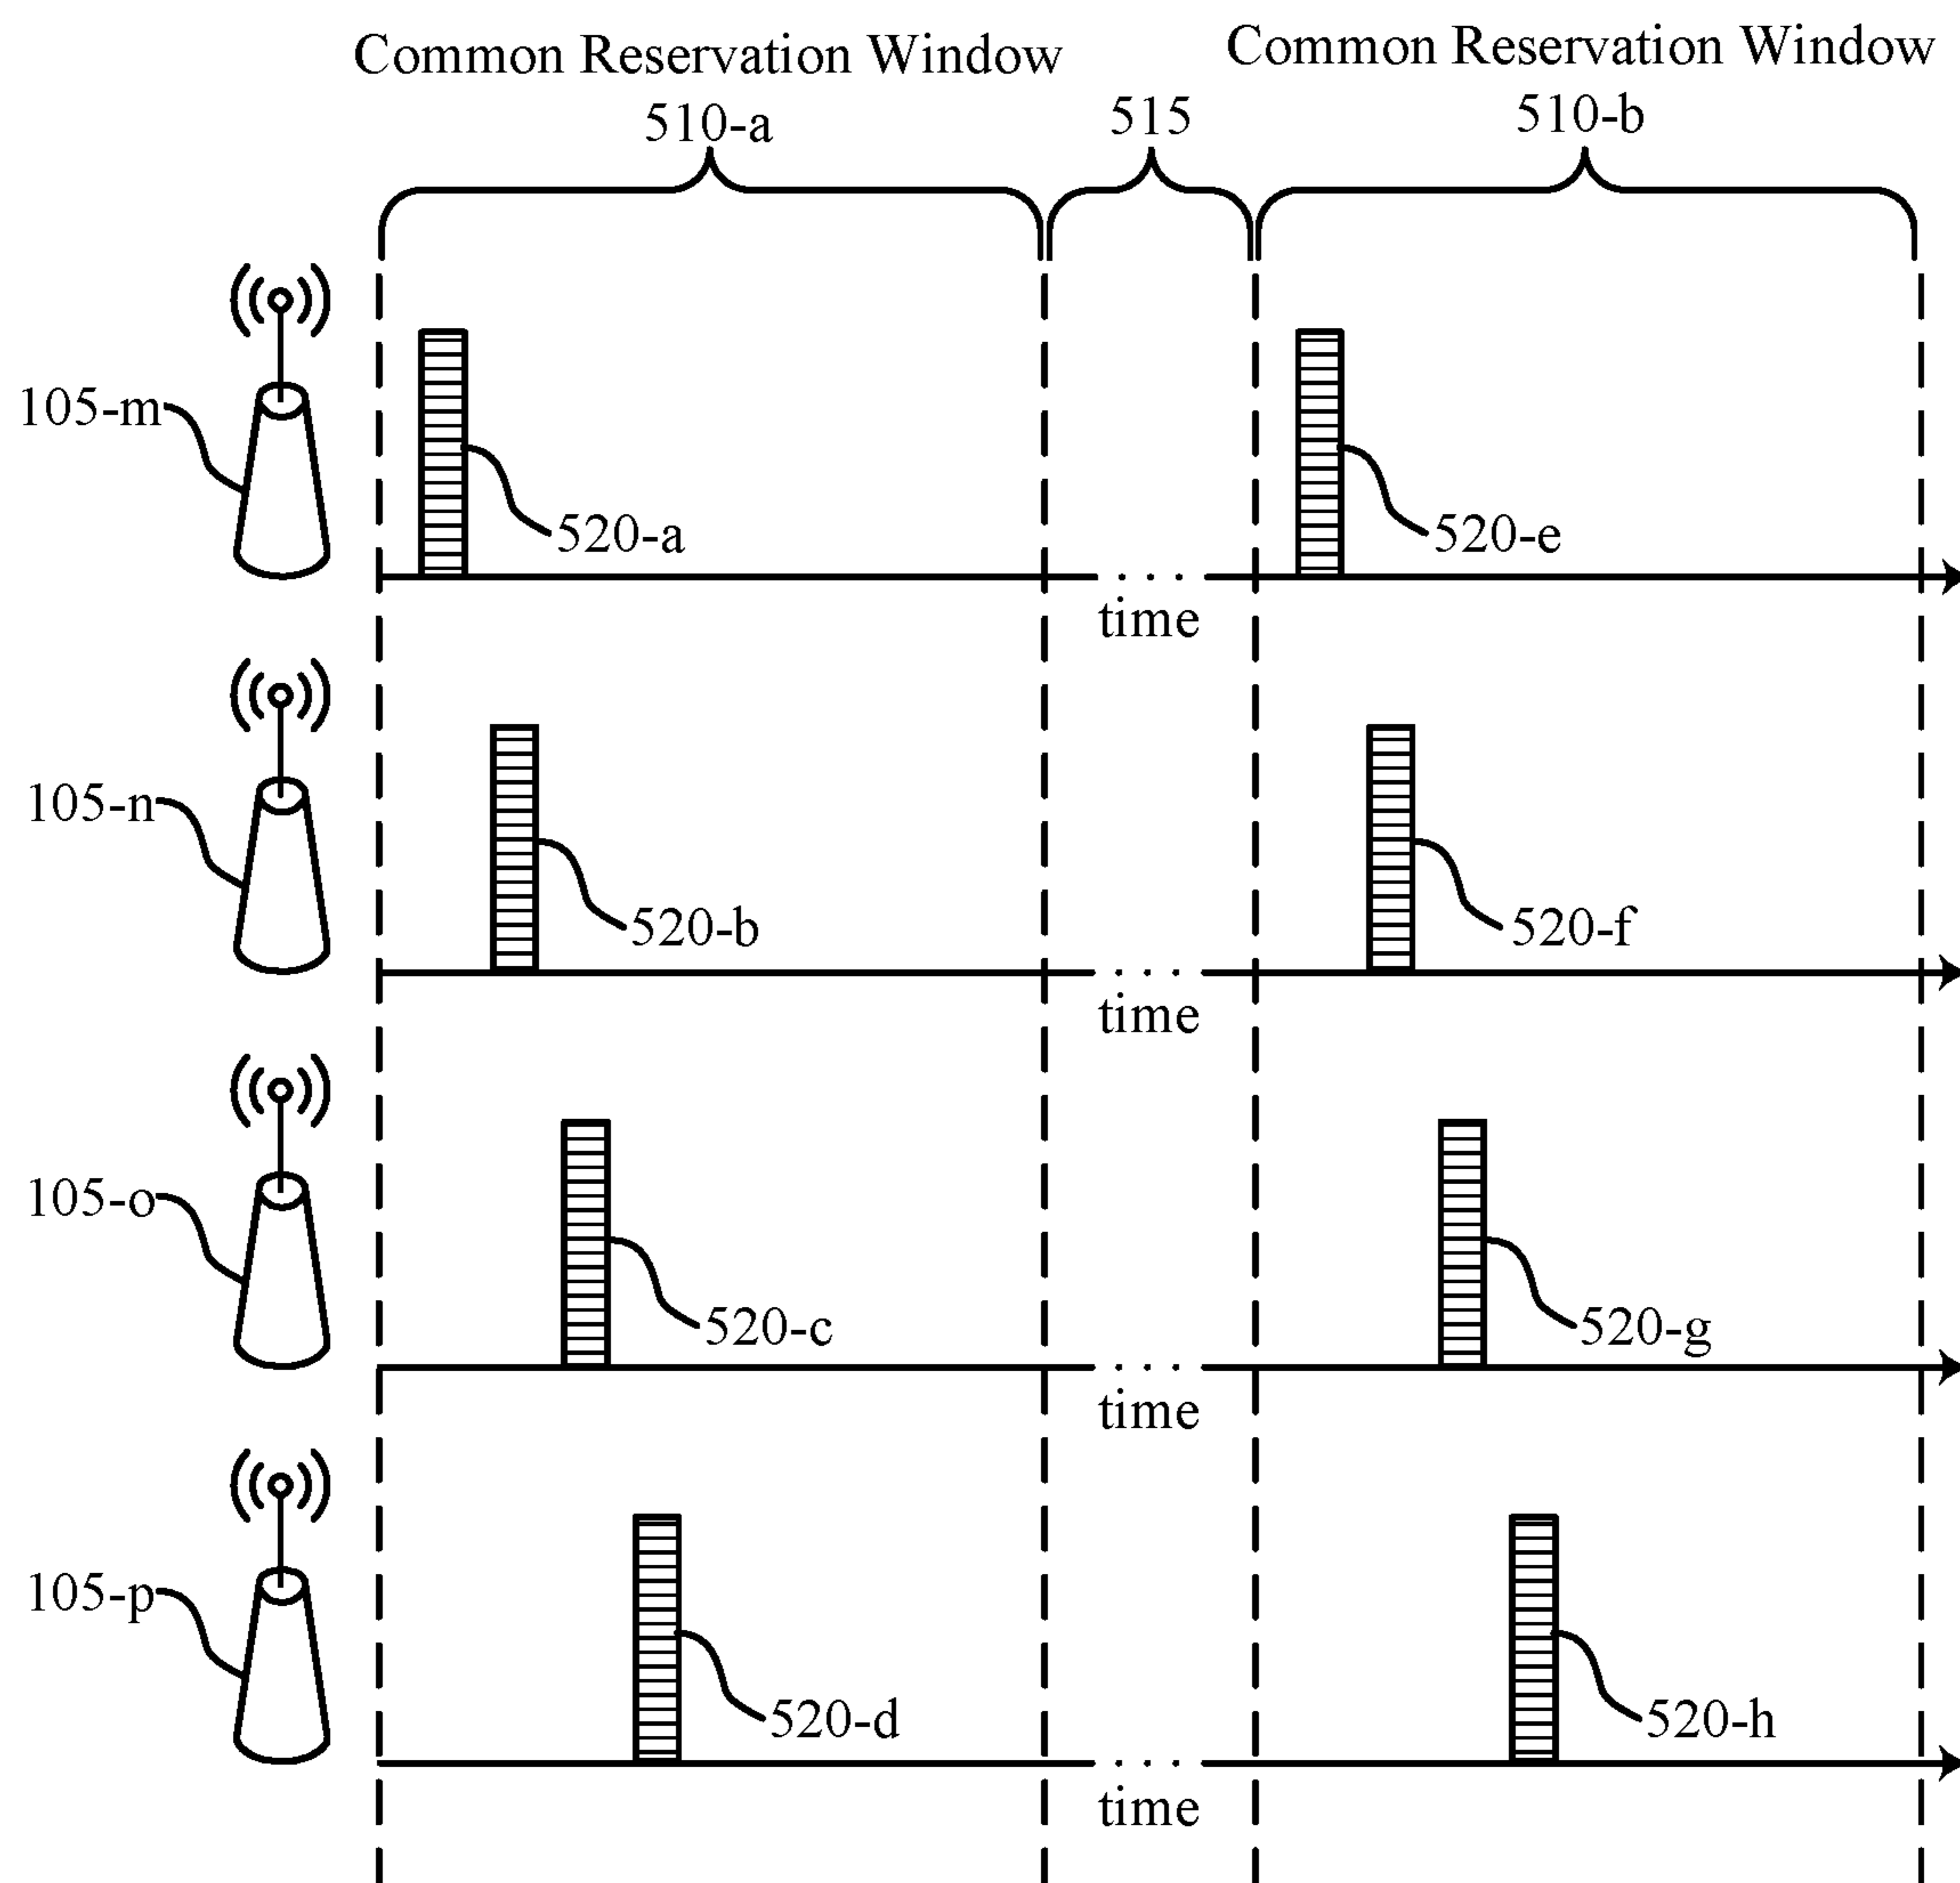 Common Reservation Window
510-a
515
Common Reservation Window
510-b
105-m
520-a
520-e
time
105-n
520-b
520-f
time
105-o
520-c
520-g
time
105-p
520-d
520-h
time